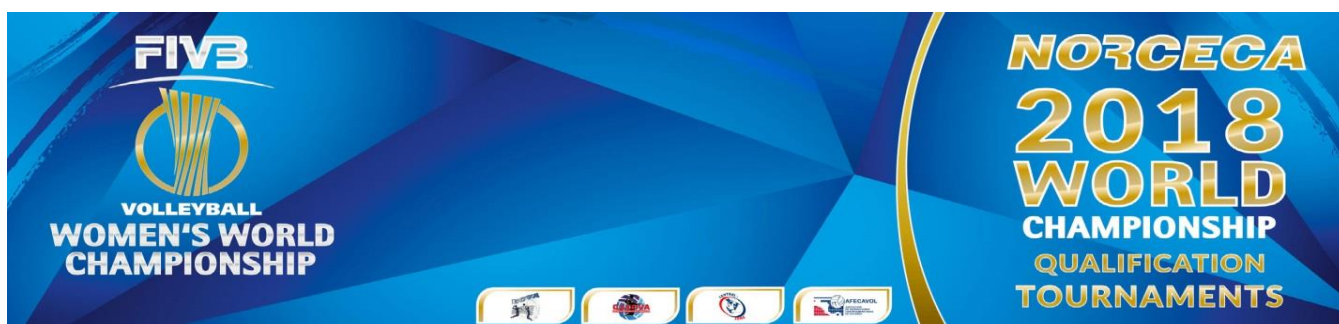 FIVB
VOLLEYBALL
WOMEN'S WORLD
CHAMPIONSHIP
NORCECA
2018
WORLD
CHAMPIONSHIP
QUALIFICATION
TOURNAMENTS
AFECAVOL